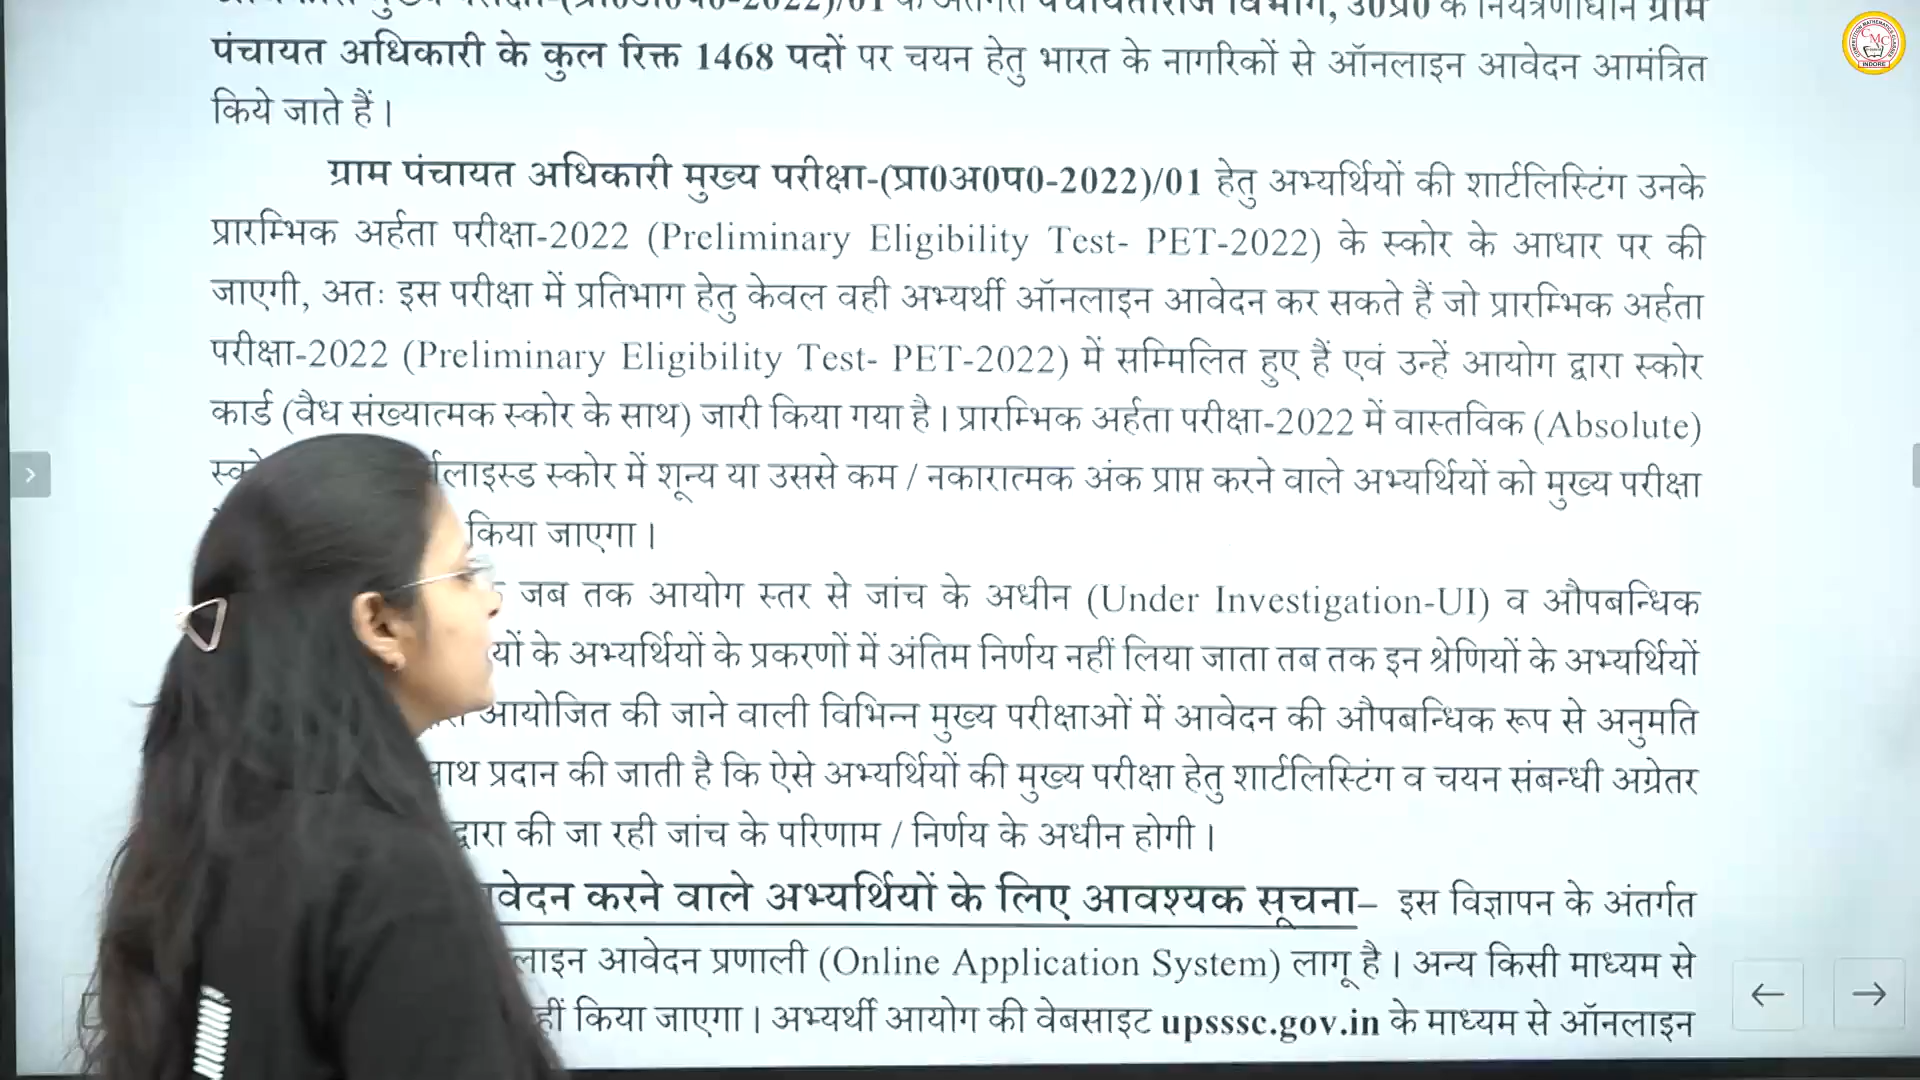 के अंतर्गत पंचायतीराज विभाग, उ0प्र0 के नियंत्रणाधीन ग्राम
पंचायत अधिकारी के कुल रिक्त 1468 पदों पर चयन हेतु भारत के नागरिकों से ऑनलाइन आवेदन आमंत्रित
किये जाते हैं।
ग्राम पंचायत अधिकारी मुख्य परीक्षा-(प्रा0अ0प0-2022)/01 हेतु अभ्यर्थियों की शार्टलिस्टिंग उनके
प्रारम्भिक अर्हता परीक्षा-2022 (Preliminary Eligibility Test- PET-2022) के स्कोर के आधार पर की
जाएगी, अतः इस परीक्षा में प्रतिभाग हेतु केवल वही अभ्यर्थी ऑनलाइन आवेदन कर सकते हैं जो प्रारम्भिक अर्हता
परीक्षा-2022 (Preliminary Eligibility Test- PET-2022) में सम्मिलित हुए हैं एवं उन्हें आयोग द्वारा स्कोर
कार्ड (वैध संख्यात्मक स्कोर के साथ) जारी किया गया है। प्रारम्भिक अर्हता परीक्षा-2022 में वास्तविक (Absolute)
स्कोर में शून्य या उससे कम / नकारात्मक अंक प्राप्त करने वाले अभ्यर्थियों को मुख्य परीक्षा
किया जाएगा।
जब तक आयोग स्तर से जांच के अधीन (Under Investigation-UI) व औपबन्धिक
के अभ्यर्थियों के प्रकरणों में अंतिम निर्णय नहीं लिया जाता तब तक इन श्रेणियों के अभ्यर्थियों
आयोजित की जाने वाली विभिन्न मुख्य परीक्षाओं में आवेदन की औपबन्धिक रूप से अनुमति
प्रदान की जाती है कि ऐसे अभ्यर्थियों की मुख्य परीक्षा हेतु शार्टलिस्टिंग व चयन संबन्धी अग्रेतर
द्वारा की जा रही जांच के परिणाम / निर्णय के अधीन होगी।
करने वाले अभ्यर्थियों के लिए आवश्यक सूचना– इस विज्ञापन के अंतर्गत
आवेदन प्रणाली (Online Application System) लागू है। अन्य किसी माध्यम से
किया जाएगा। अभ्यर्थी आयोग की वेबसाइट upsssc.gov.in के माध्यम से ऑनलाइन
CMC
INDORE